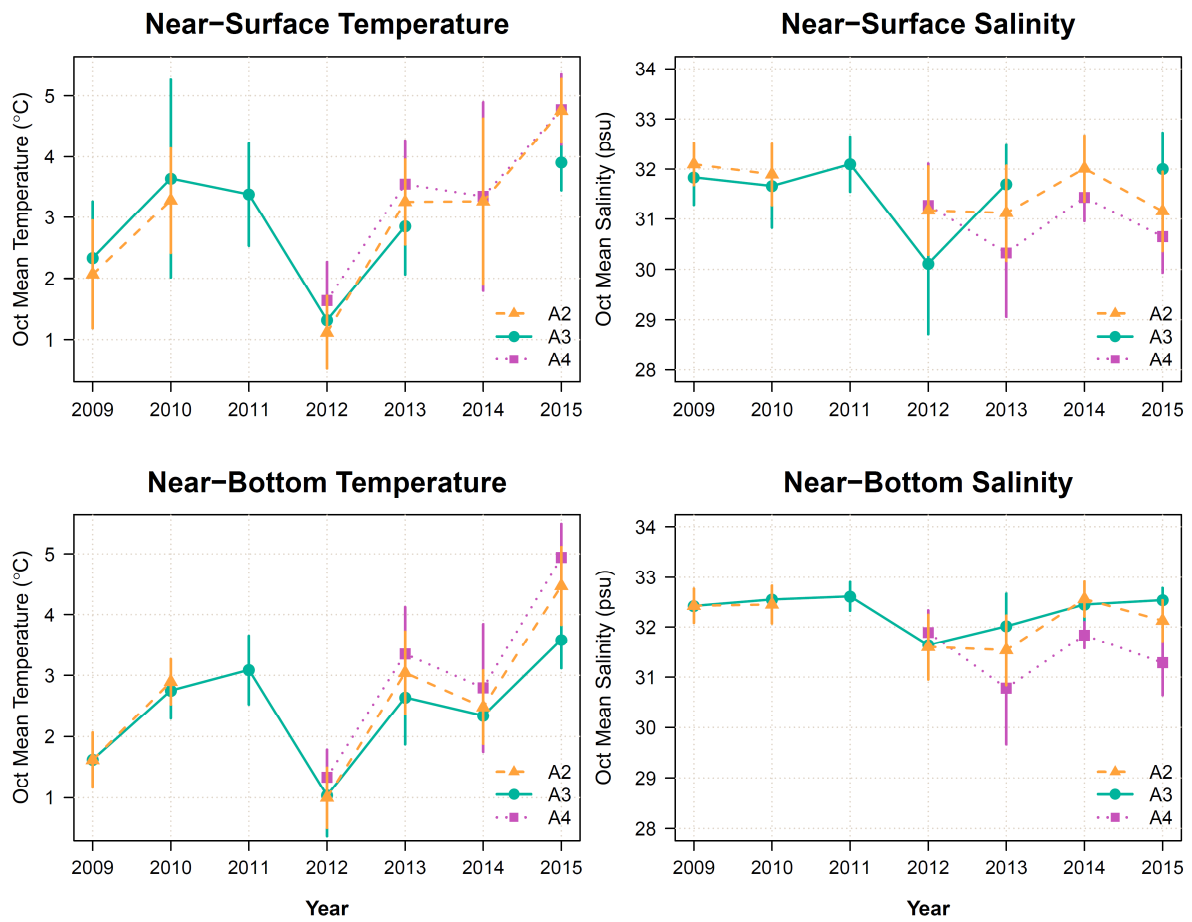 Near−Surface Temperature
Oct Mean Temperature (°C)
5
4
3
2
1
A2
A3
A4
2009 2010 2011 2012 2013 2014 2015
Near−Surface Salinity
Oct Mean Salinity (psu)
34
33
32
31
30
29
28
A2
A3
A4
2009 2010 2011 2012 2013 2014 2015
Near−Bottom Temperature
Oct Mean Temperature (°C)
5
4
3
2
1
A2
A3
A4
2009 2010 2011 2012 2013 2014 2015
Year
Near−Bottom Salinity
Oct Mean Salinity (psu)
34
33
32
31
30
29
28
A2
A3
A4
2009 2010 2011 2012 2013 2014 2015
Year